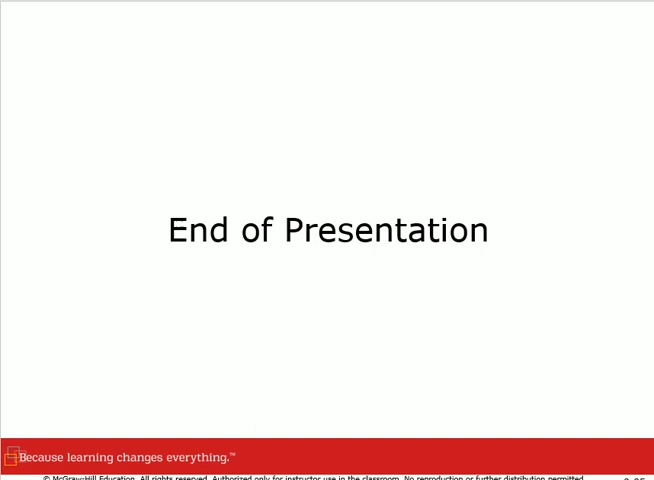 End of Presentation
Because learning changes everything.™
© McGraw-Hill Education. All rights reserved. Authorized only for instructor use in the classroom. No reproduction or further distribution permitted